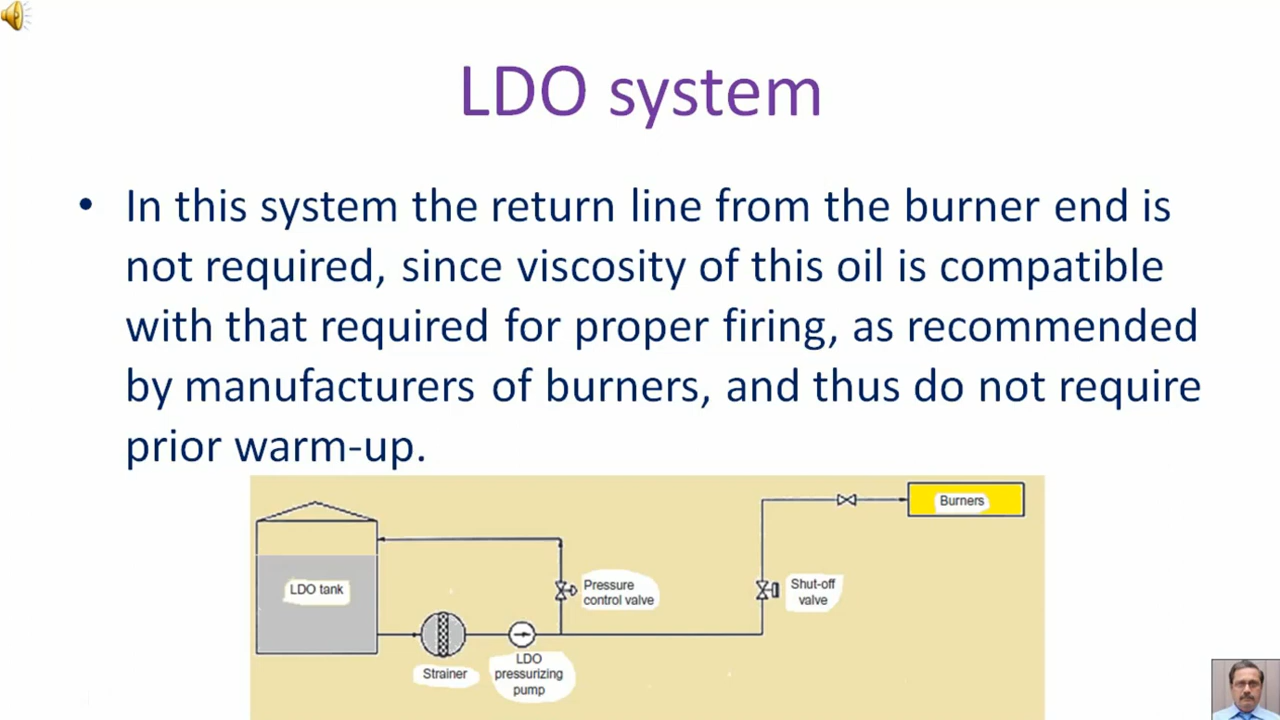 LDO system
• In this system the return line from the burner end is
not required, since viscosity of this oil is compatible
with that required for proper firing, as recommended
by manufacturers of burners, and thus do not require
prior warm-up.
Burners
LDO tank
Pressure
control valve
Shut-off
valve
Strainer
LDO
pressurizing
pump